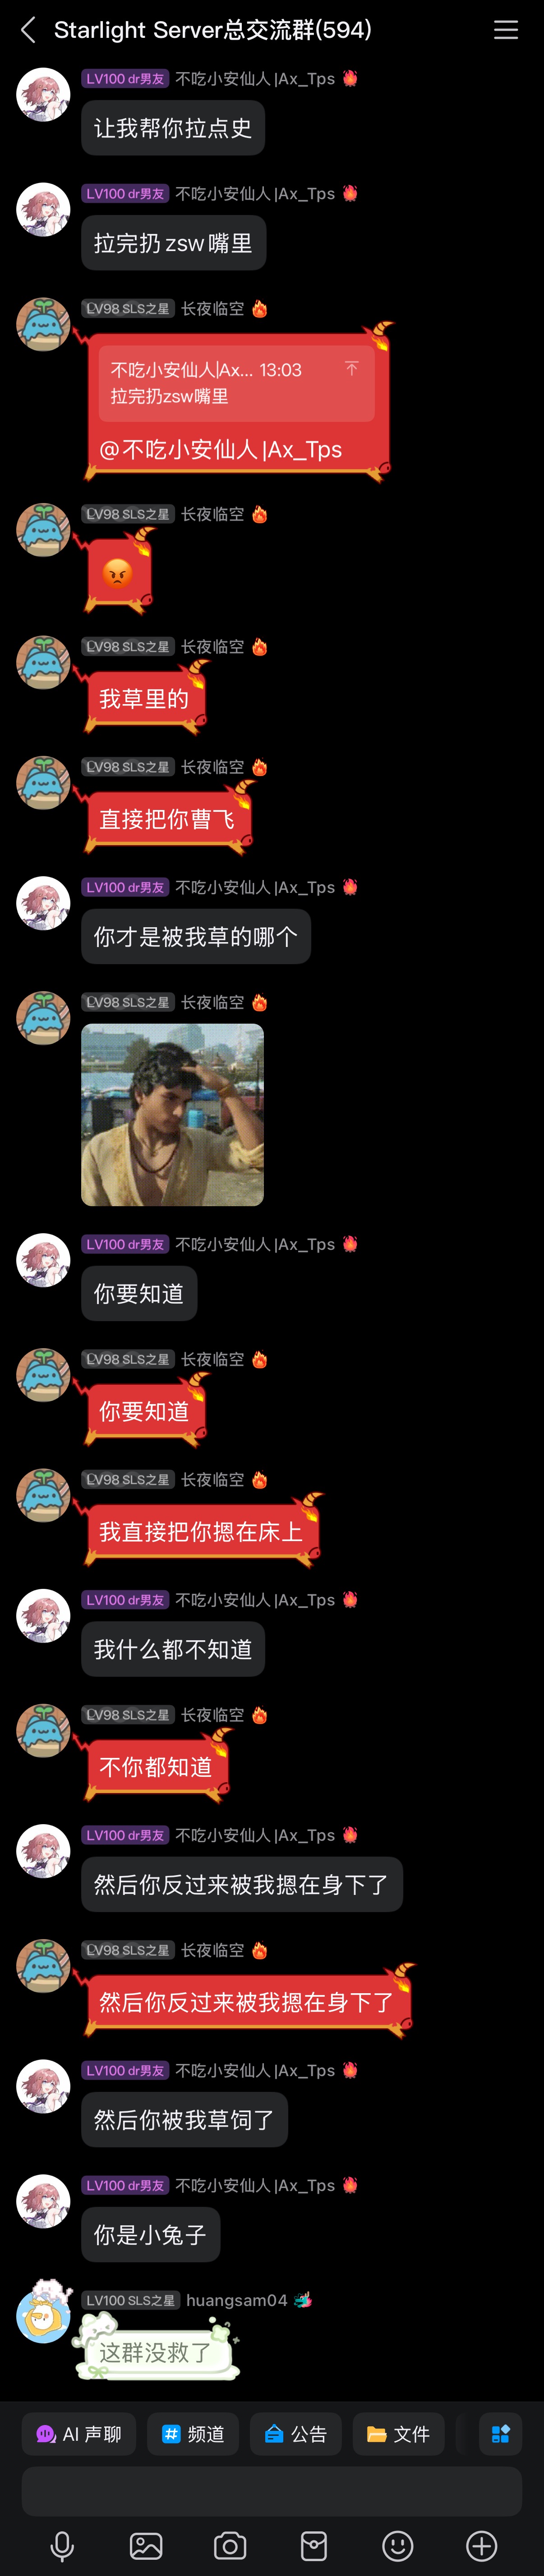 Starlight Server总交流群(594)
LV100 dr男友 不吃小安仙人|Ax_Tps
让我帮你拉点史
LV100 dr男友 不吃小安仙人|Ax_Tps
拉完扔zsw嘴里
LV98 SLS之星 长夜临空
不吃小安仙人|Ax... 13:03
拉完扔zsw嘴里
@不吃小安仙人|Ax_Tps
LV98 SLS之星 长夜临空
😡
LV98 SLS之星 长夜临空
我草里的
LV98 SLS之星 长夜临空
直接把你曹飞
LV100 dr男友 不吃小安仙人|Ax_Tps
你才是被我草的哪个
LV98 SLS之星 长夜临空
LV100 dr男友 不吃小安仙人|Ax_Tps
你要知道
LV98 SLS之星 长夜临空
你要知道
LV98 SLS之星 长夜临空
我直接把你摁在床上
LV100 dr男友 不吃小安仙人|Ax_Tps
我什么都不知道
LV98 SLS之星 长夜临空
不你都知道
LV100 dr男友 不吃小安仙人|Ax_Tps
然后你反过来被我摁在身下了
LV98 SLS之星 长夜临空
然后你反过来被我摁在身下了
LV100 dr男友 不吃小安仙人|Ax_Tps
然后你被我草饲了
LV100 dr男友 不吃小安仙人|Ax_Tps
你是小兔子
LV100 SLS之星 huangsam04
这群没救了
AI 声聊 频道 公告 文件